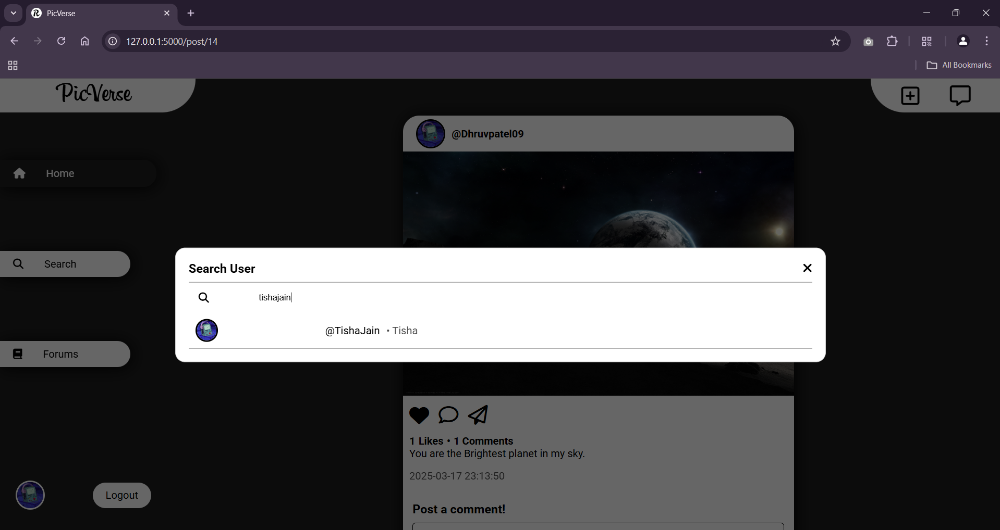 PicVerse
127.0.0.1:5000/post/14
All Bookmarks
PicVerse
@Dhruvpatel09
Home
Search
Forums
Search User
tishajain
@TishaJain • Tisha
1 Likes • 1 Comments
You are the Brightest planet in my sky.
2025-03-17 23:13:50
Logout
Post a comment!